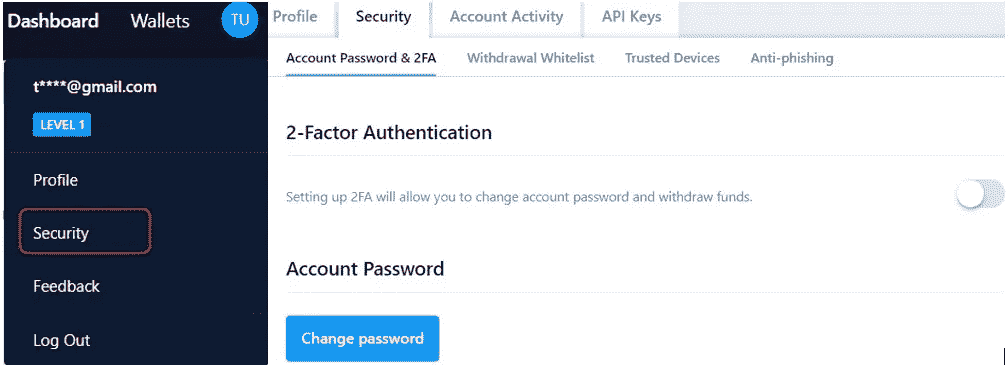 Dashboard Wallets TU
t****@gmail.com
LEVEL 1
Profile
Security
Feedback
Log Out
Profile Security Account Activity API Keys
Account Password & 2FA Withdrawal Whitelist Trusted Devices Anti-phishing
2-Factor Authentication
Setting up 2FA will allow you to change account password and withdraw funds.
Account Password
Change password